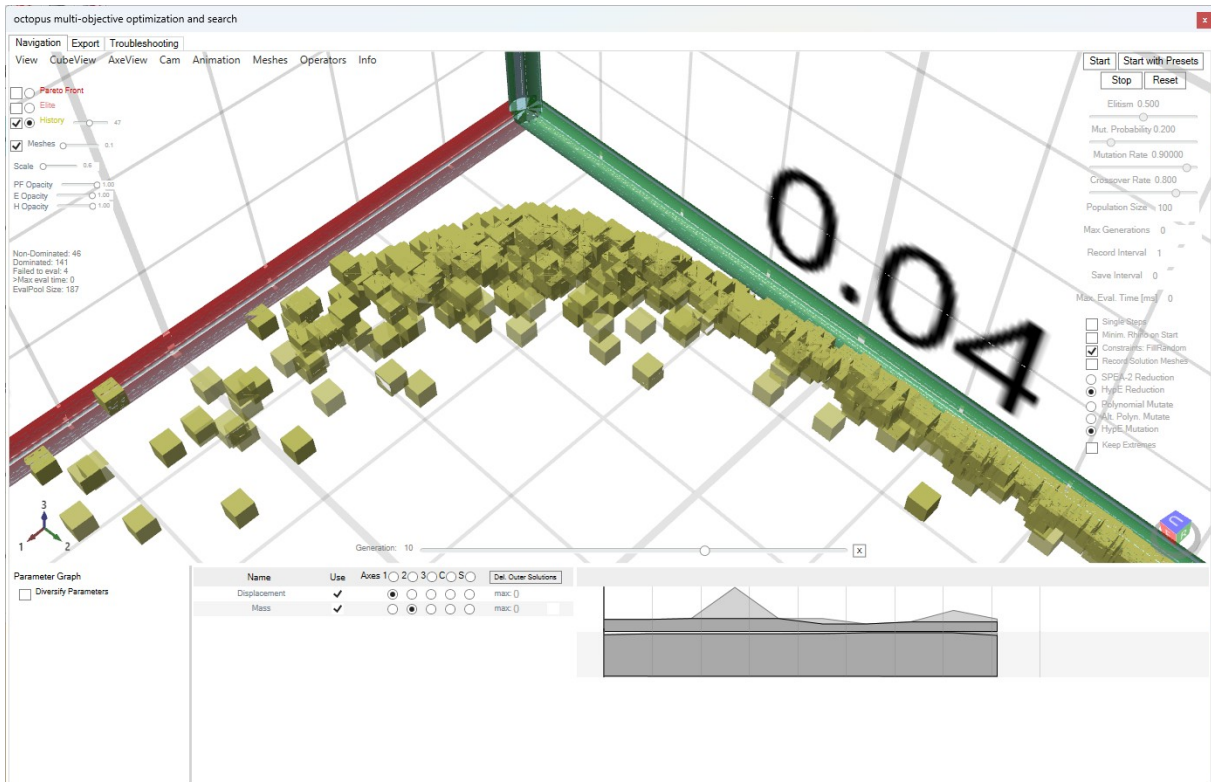 octopus multi-objective optimization and search
x
Navigation Export Troubleshooting
View CubeView AxeView Cam Animation Meshes Operators Info
Start Start with Presets
Stop Reset
Pareto Front
Elite
History 47
Meshes 0.1
Scale 0.6
PF Opacity 1.00
E Opacity 1.00
H Opacity 1.00
Non-Dominated: 46
Dominated: 141
Failed to eval: 4
>Max eval time: 0
EvalPool Size: 187
0.04
Elitism 0.500
Mut. Probability 0.200
Mutation Rate 0.90000
Crossover Rate 0.800
Population Size 100
Max Generations 0
Record Interval 1
Save Interval 0
Max. Eval. Time [ms] 0
Single Steps
Minim. Rhino on Start
Constraints: FillRandom
Record Solution Meshes
SPEA-2 Reduction
HypE Reduction
Polynomial Mutate
Alt. Polyn. Mutate
HypE Mutation
Keep Extremes
3
1 2
Generation: 10 X
Parameter Graph
Diversify Parameters
Name Use Axes 1 2 3 C S Del. Outer Solutions
Displacement max: ()
Mass max: ()